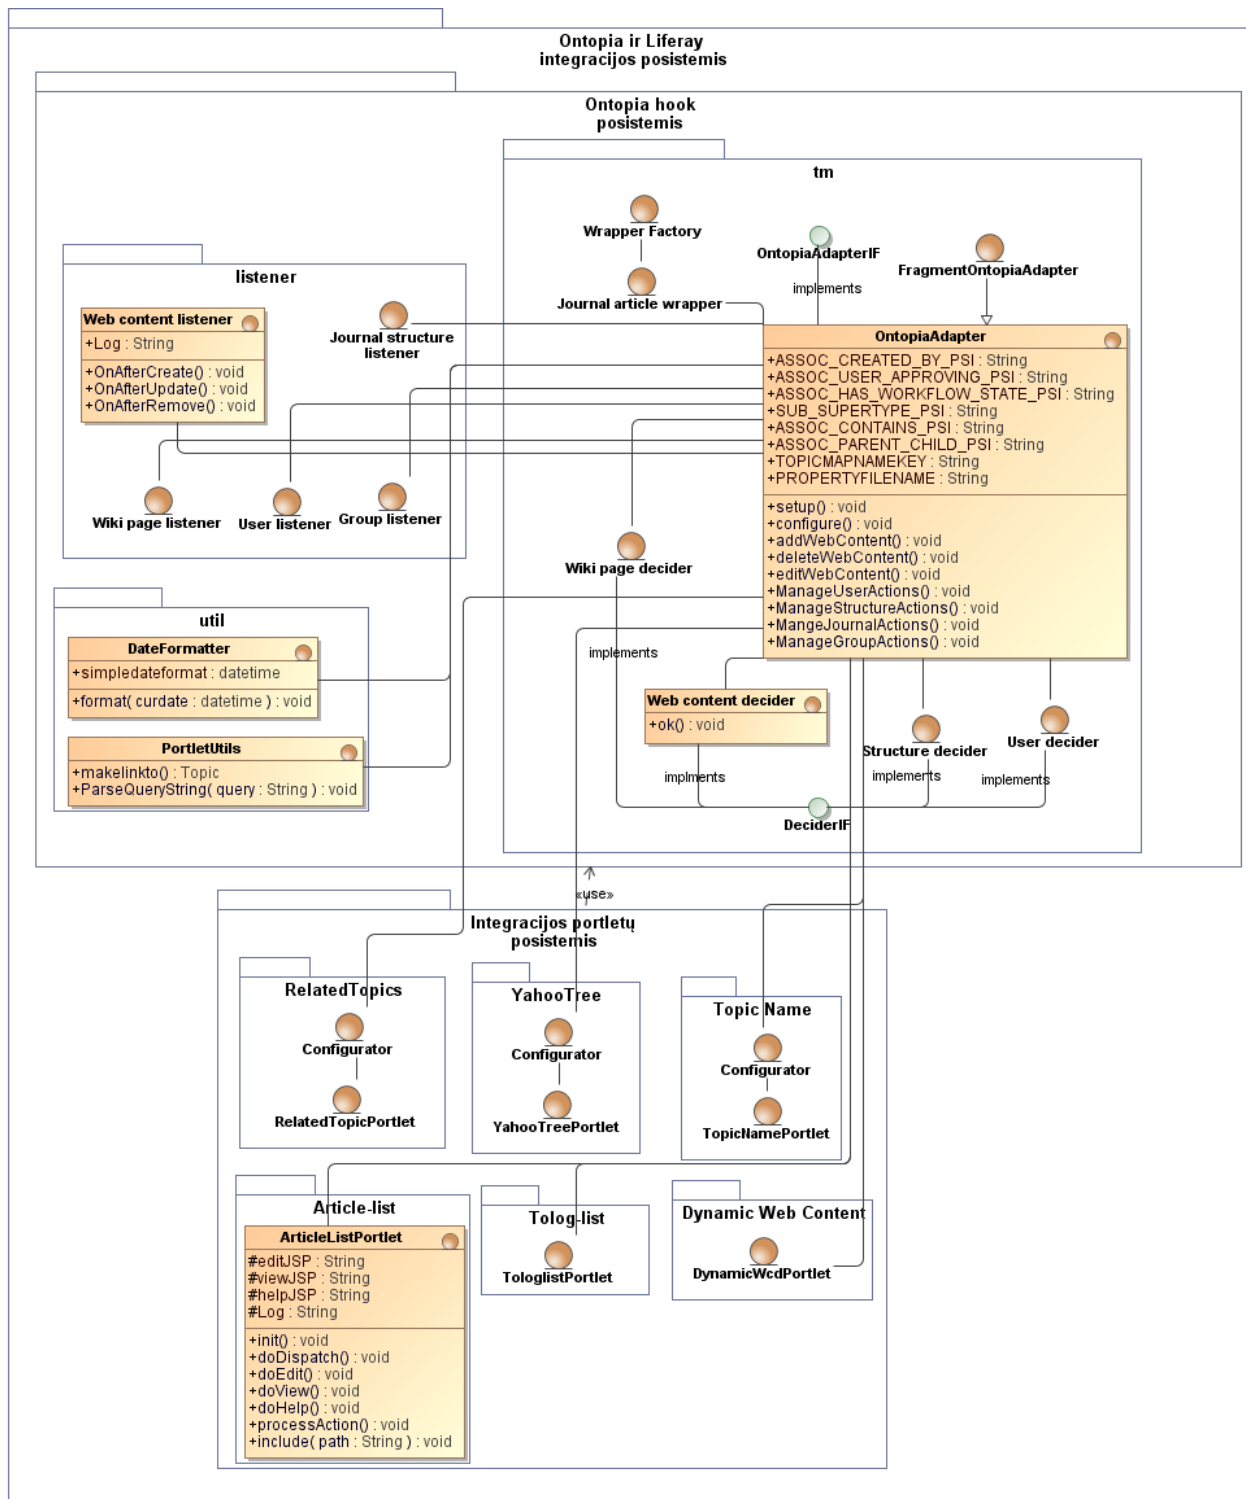 Ontopia ir Liferay
integracijos posistemis
Ontopia hook
posistemis
tm
Wrapper Factory
OntopiaAdapterIF
FragmentOntopiaAdapter
implements
Journal article wrapper
listener
Web content listener
+Log : String
+OnAfterCreate() : void
+OnAfterUpdate() : void
+OnAfterRemove() : void
Journal structure
listener
Wiki page listener
User listener
Group listener
OntopiaAdapter
+ASSOC_CREATED_BY_PSI : String
+ASSOC_USER_APPROVING_PSI : String
+ASSOC_HAS_WORKFLOW_STATE_PSI : String
+SUB_SUPERTYPE_PSI : String
+ASSOC_CONTAINS_PSI : String
+ASSOC_PARENT_CHILD_PSI : String
+TOPICMAPNAMEKEY : String
+PROPERTYFILENAME : String
+setup() : void
+configure() : void
+addWebContent() : void
+deleteWebContent() : void
+editWebContent() : void
+ManageUserActions() : void
+ManageStructureActions() : void
+MangeJournalActions() : void
+ManageGroupActions() : void
Wiki page decider
implements
util
DateFormatter
+simpledateformat : datetime
+format( curdate : datetime ) : void
PortletUtils
+makelinkto() : Topic
+ParseQueryString( query : String ) : void
Web content decider
+ok() : void
implments
Structure decider
implements
User decider
implements
DeciderIF
«use»
Integracijos portletų
posistemis
RelatedTopics
Configurator
RelatedTopicPortlet
YahooTree
Configurator
YahooTreePortlet
Topic Name
Configurator
TopicNamePortlet
Article-list
ArticleListPortlet
#editJSP : String
#viewJSP : String
#helpJSP : String
#Log : String
+init() : void
+doDispatch() : void
+doEdit() : void
+doView() : void
+doHelp() : void
+processAction() : void
+include( path : String ) : void
Tolog-list
TologlistPortlet
Dynamic Web Content
DynamicWcdPortlet